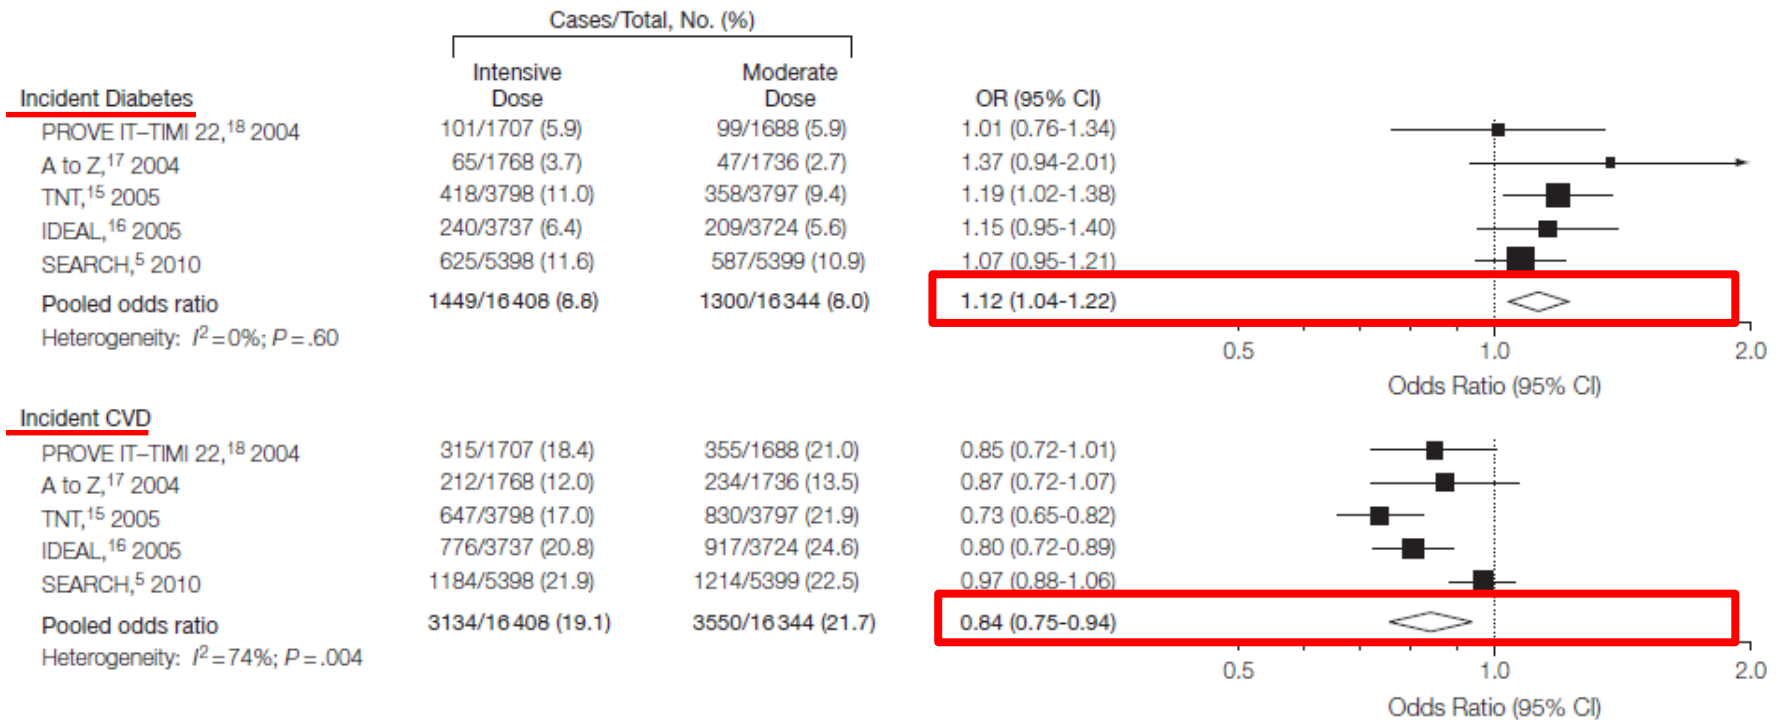 Cases/Total, No. (%)
Intensive Dose Moderate Dose
Incident Diabetes OR (95% CI)
PROVE IT–TIMI 22,18 2004 101/1707 (5.9) 99/1688 (5.9) 1.01 (0.76-1.34)
A to Z,17 2004 65/1768 (3.7) 47/1736 (2.7) 1.37 (0.94-2.01)
TNT,15 2005 418/3798 (11.0) 358/3797 (9.4) 1.19 (1.02-1.38)
IDEAL,16 2005 240/3737 (6.4) 209/3724 (5.6) 1.15 (0.95-1.40)
SEARCH,5 2010 625/5398 (11.6) 587/5399 (10.9) 1.07 (0.95-1.21)
Pooled odds ratio 1449/16 408 (8.8) 1300/16 344 (8.0) 1.12 (1.04-1.22)
Heterogeneity: I2=0%; P=.60
0.5 1.0 2.0
Odds Ratio (95% CI)
Incident CVD
PROVE IT–TIMI 22,18 2004 315/1707 (18.4) 355/1688 (21.0) 0.85 (0.72-1.01)
A to Z,17 2004 212/1768 (12.0) 234/1736 (13.5) 0.87 (0.72-1.07)
TNT,15 2005 647/3798 (17.0) 830/3797 (21.9) 0.73 (0.65-0.82)
IDEAL,16 2005 776/3737 (20.8) 917/3724 (24.6) 0.80 (0.72-0.89)
SEARCH,5 2010 1184/5398 (21.9) 1214/5399 (22.5) 0.97 (0.88-1.06)
Pooled odds ratio 3134/16 408 (19.1) 3550/16 344 (21.7) 0.84 (0.75-0.94)
Heterogeneity: I2=74%; P=.004
0.5 1.0 2.0
Odds Ratio (95% CI)